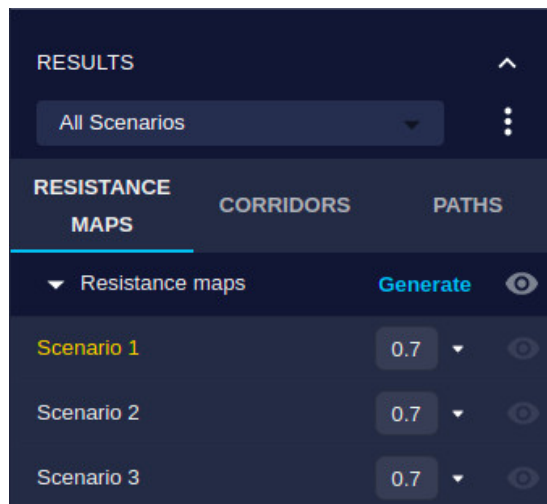 RESULTS
All Scenarios
RESISTANCE MAPS CORRIDORS PATHS
Resistance maps Generate
Scenario 1 0.7
Scenario 2 0.7
Scenario 3 0.7